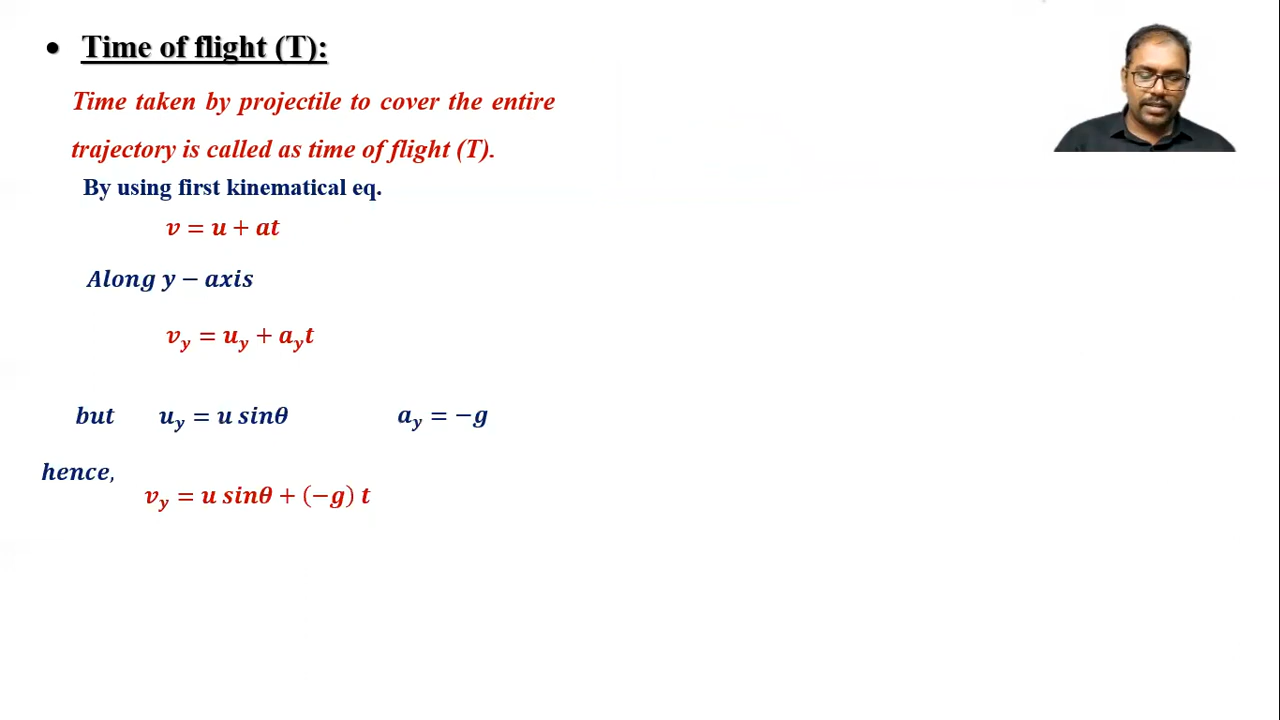 • Time of flight (T):
Time taken by projectile to cover the entire
trajectory is called as time of flight (T).
By using first kinematical eq.
v = u + at
Along y − axis
v_y = u_y + a_y t
but u_y = u sinθ a_y = −g
hence,
v_y = u sinθ + (−g) t